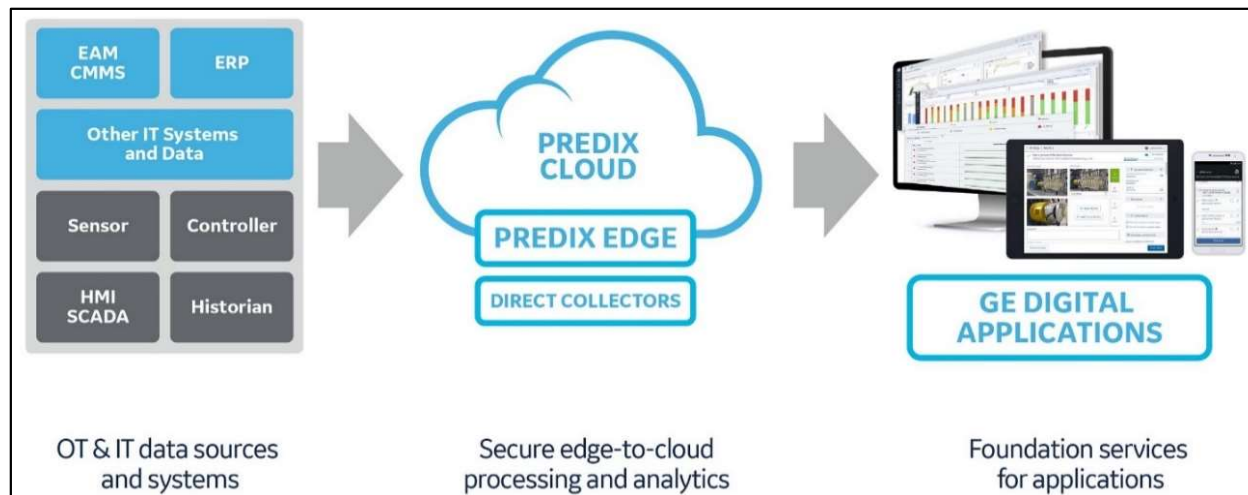 EAM
CMMS
ERP
Other IT Systems
and Data
Sensor
Controller
HMI
SCADA
Historian
PREDIX
CLOUD
PREDIX EDGE
DIRECT COLLECTORS
GE DIGITAL
APPLICATIONS
OT & IT data sources
and systems
Secure edge-to-cloud
processing and analytics
Foundation services
for applications